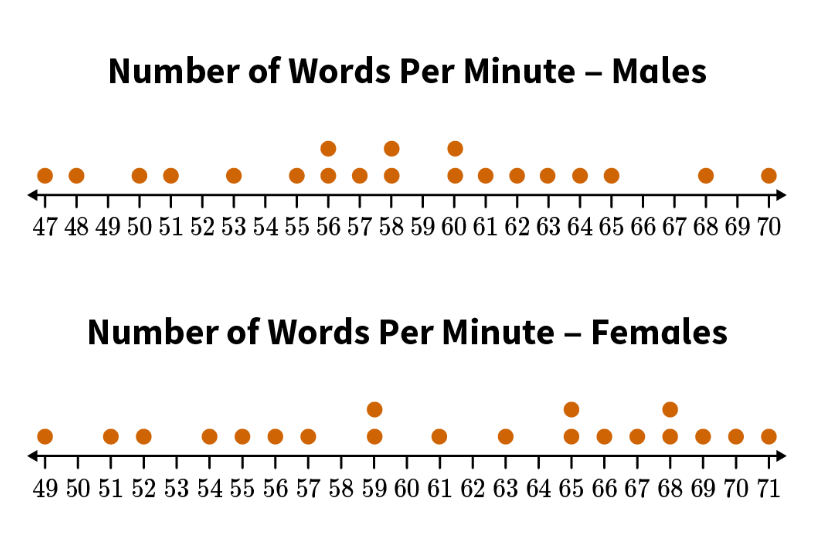 Number of Words Per Minute – Males
47 48 49 50 51 52 53 54 55 56 57 58 59 60 61 62 63 64 65 66 67 68 69 70
Number of Words Per Minute – Females
49 50 51 52 53 54 55 56 57 58 59 60 61 62 63 64 65 66 67 68 69 70 71